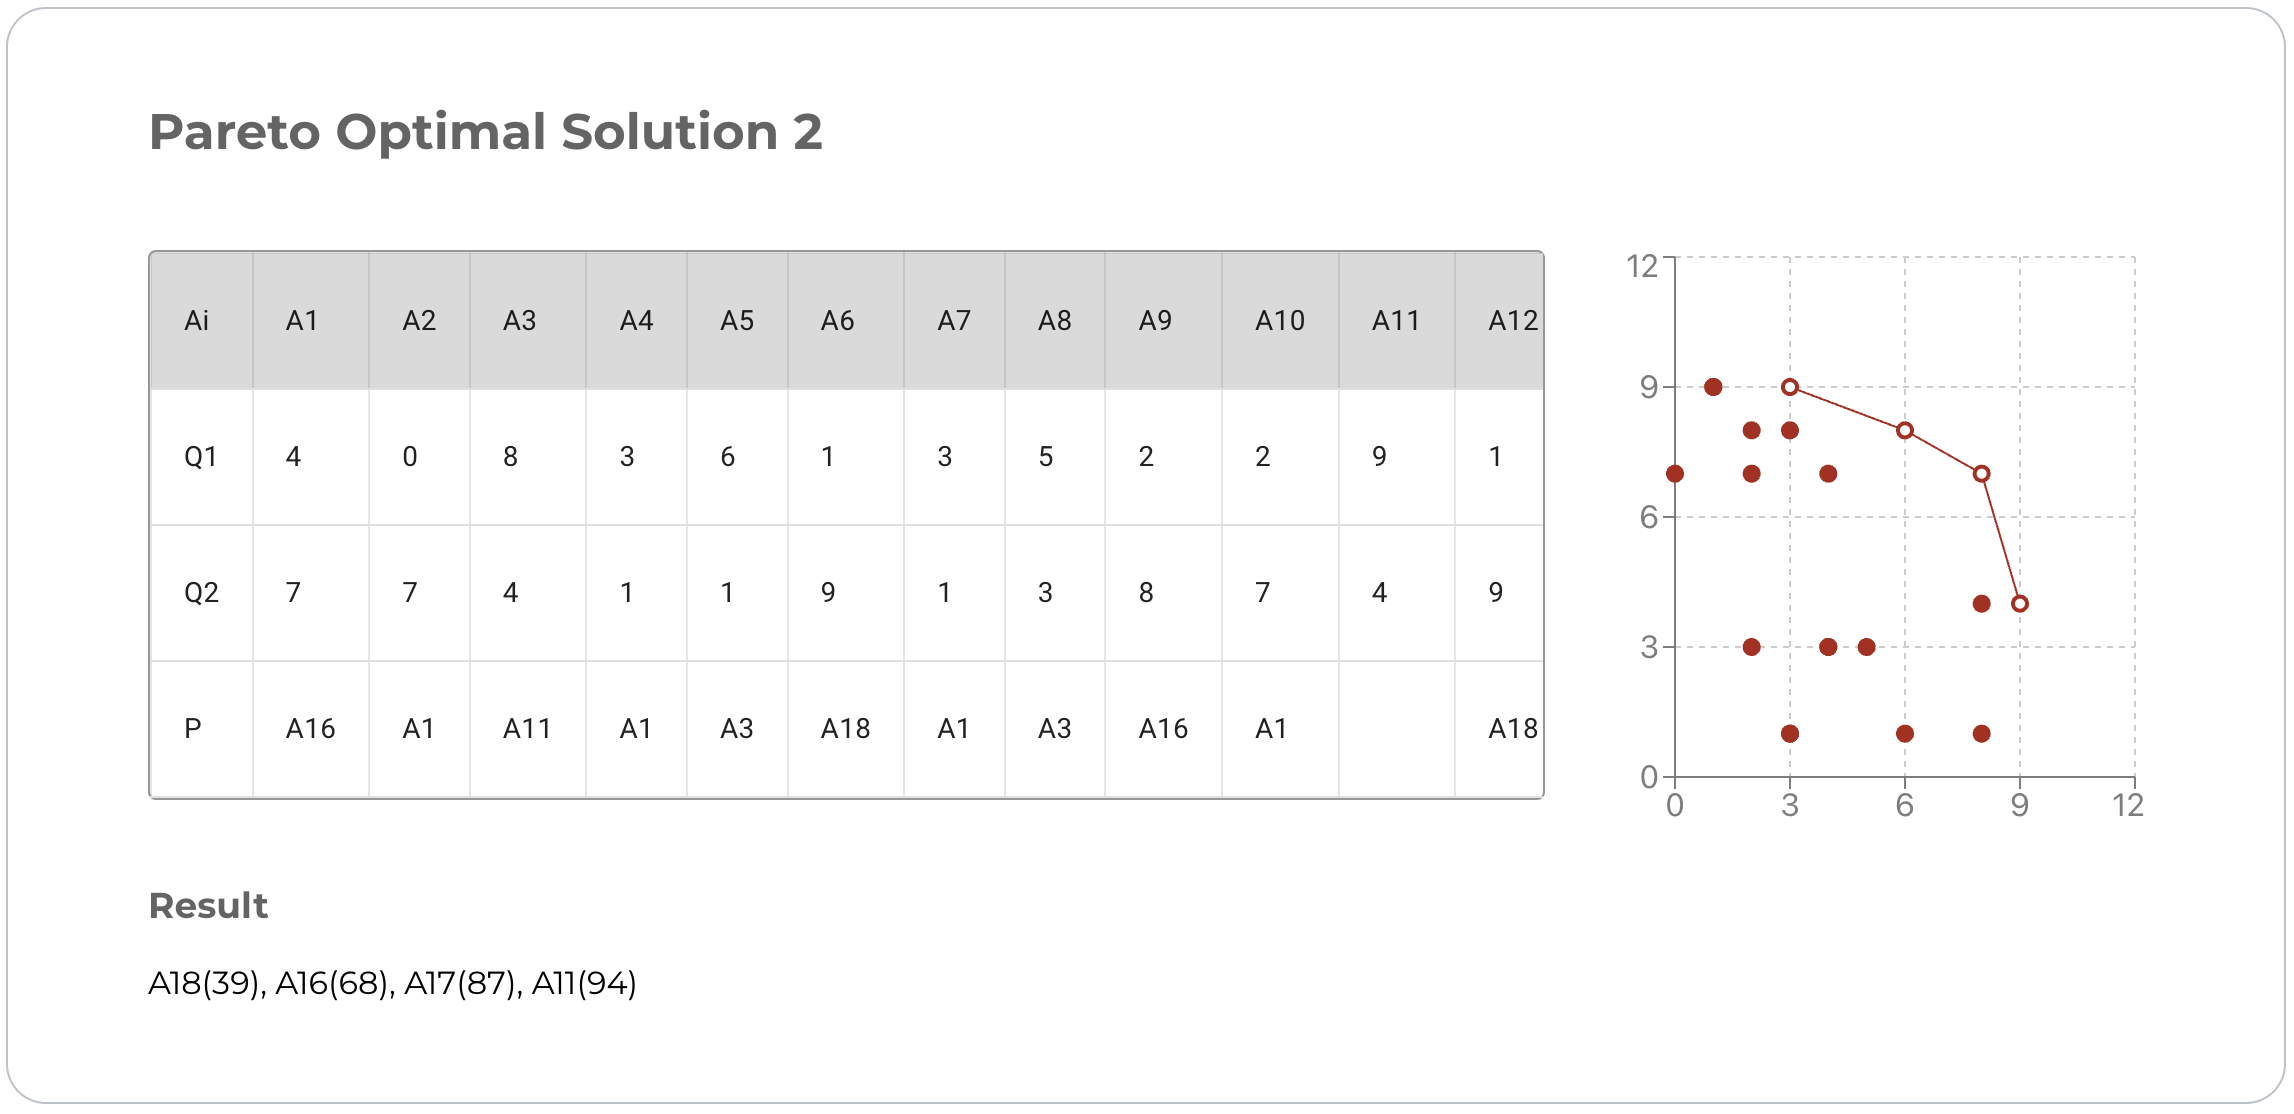 Pareto Optimal Solution 2
Ai A1 A2 A3 A4 A5 A6 A7 A8 A9 A10 A11 A12
Q1 4 0 8 3 6 1 3 5 2 2 9 1
Q2 7 7 4 1 1 9 1 3 8 7 4 9
P A16 A1 A11 A1 A3 A18 A1 A3 A16 A1 A18
12
9
6
3
0
0 3 6 9 12
Result
A18(39), A16(68), A17(87), A11(94)